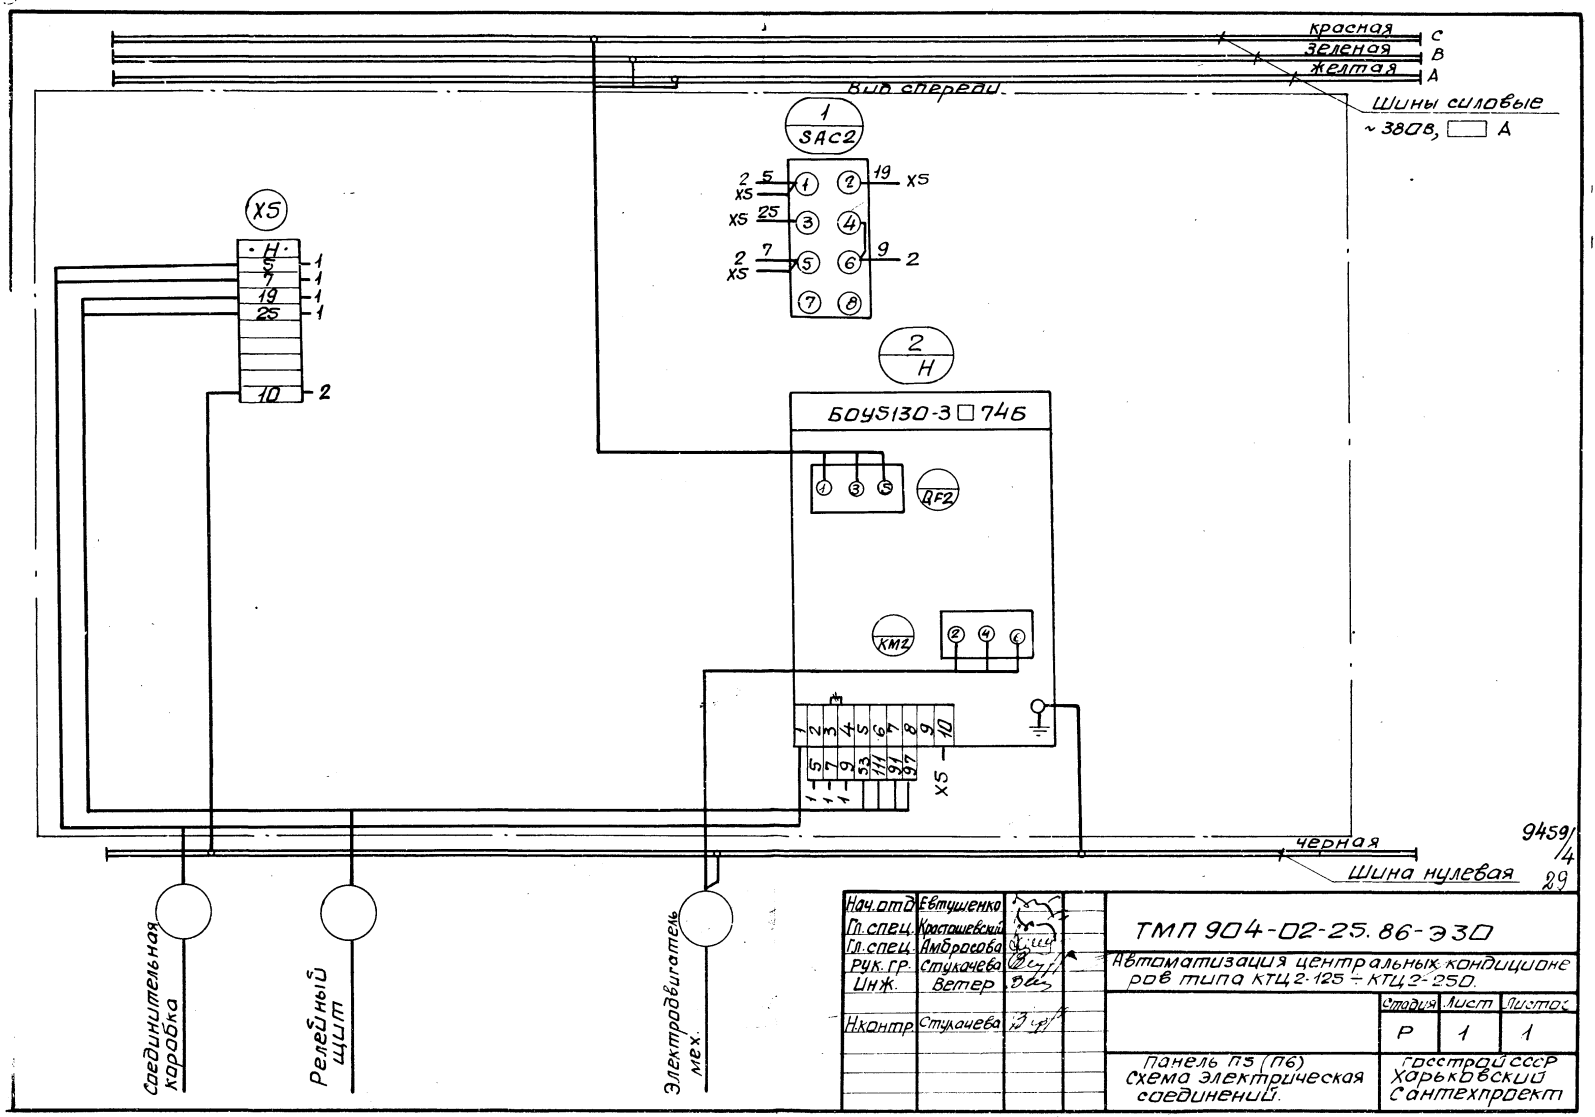 красная С
зеленая В
желтая А
Вид спереди
Шины силовые
~ 380В, А
1
SAC2
2 5 1 2 19 X5
X5
X5 25 3 4
2 7 5 6 9 2
X5
7 8
X5
Н
5 1
7 1
19 1
25 1
10 2
2
Н
БОУ5130-3 74Б
1 3 5 QF2
КМ2 2 4 6
1 2 3 4 5 6 7 8 9 10
5 7 9 53 111 91 97
1 1 1 X5
черная
Шина нулевая
9459/4
29
Соединительная
коробка
Релейный
щит
Электродвигатель
мех.
Нач.отд Евтушенко
Гл.спец. Красташевский
Гл.спец. Амбросова
Рук.гр. Стукачева
Инж. Ветер
Н.контр. Стукачева
ТМП 904-02-25.86-Э30
Автоматизация центральных кондиционе
ров типа КТЦ2-125÷КТЦ2-250.
Стадия Лист Листов
Р 1 1
Панель П5 (П6)
Схема электрическая
соединений.
Госстрой СССР
Харьковский
Сантехпроект